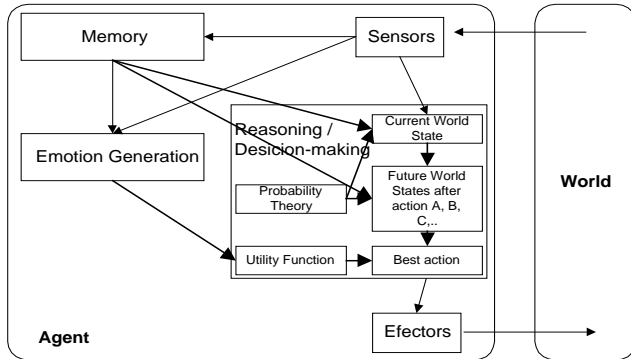 Memory
Sensors
Reasoning /
Desicion-making
Current World
State
Emotion Generation
Probability
Theory
Future World
States after
action A, B,
C,..
World
Utility Function
Best action
Agent
Efectors